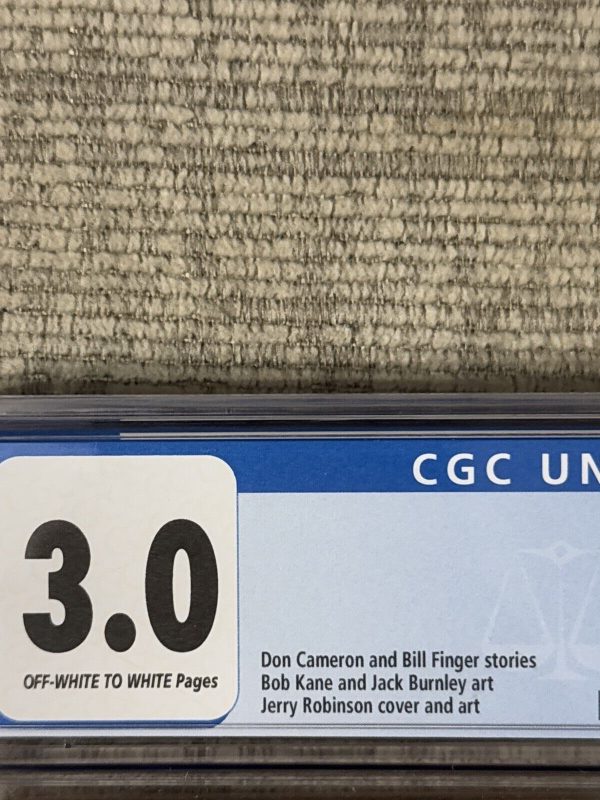 CGC UN
3.0
OFF-WHITE TO WHITE Pages
Don Cameron and Bill Finger stories
Bob Kane and Jack Burnley art
Jerry Robinson cover and art